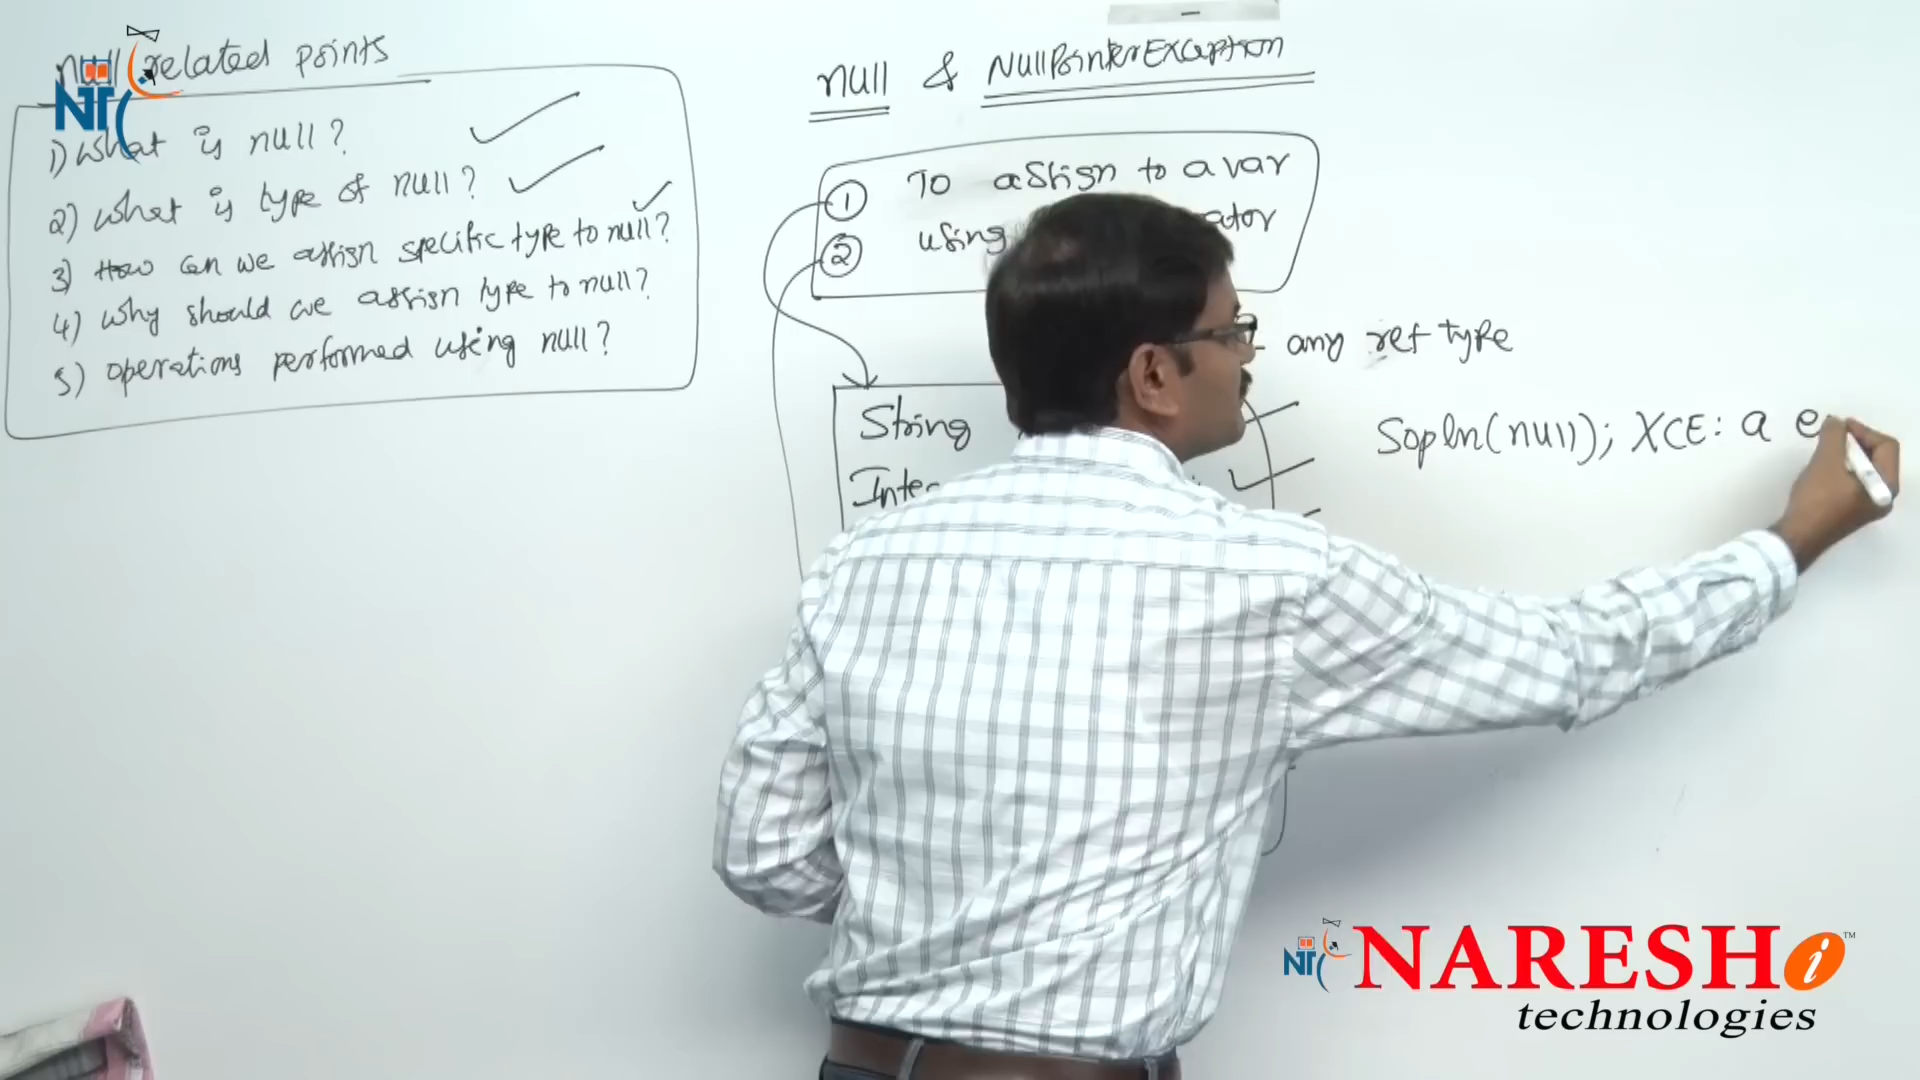 null related points
NTC
1) What is null?
2) What is type of null?
3) How can we assign specific type to null?
4) Why should we assign type to null?
5) operations performed using null?
null & NullPointerException
1 To assign to a var
2 using
any ref type
String
Sopln(null); XCE: a
NARESH i ™
technologies